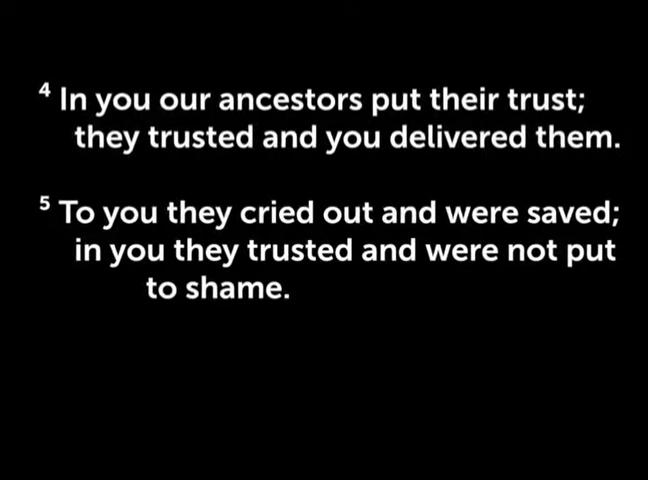 4 In you our ancestors put their trust;
they trusted and you delivered them.
5 To you they cried out and were saved;
in you they trusted and were not put
to shame.